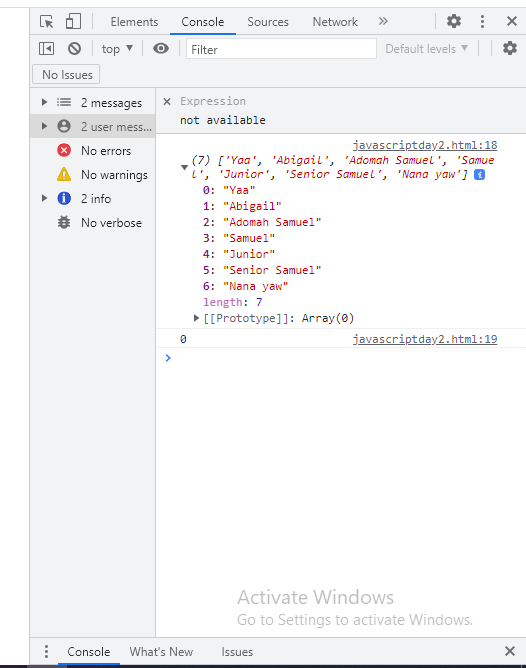 Elements Console Sources Network »
top ▼ Filter Default levels ▼
No Issues
2 messages
2 user mess...
No errors
No warnings
2 info
No verbose
× Expression
not available
javascriptday2.html:18
(7) ['Yaa', 'Abigail', 'Adomah Samuel', 'Samue
l', 'Junior', 'Senior Samuel', 'Nana yaw'] i
0: "Yaa"
1: "Abigail"
2: "Adomah Samuel"
3: "Samuel"
4: "Junior"
5: "Senior Samuel"
6: "Nana yaw"
length: 7
[[Prototype]]: Array(0)
0 javascriptday2.html:19
Activate Windows
Go to Settings to activate Windows.
Console What's New Issues